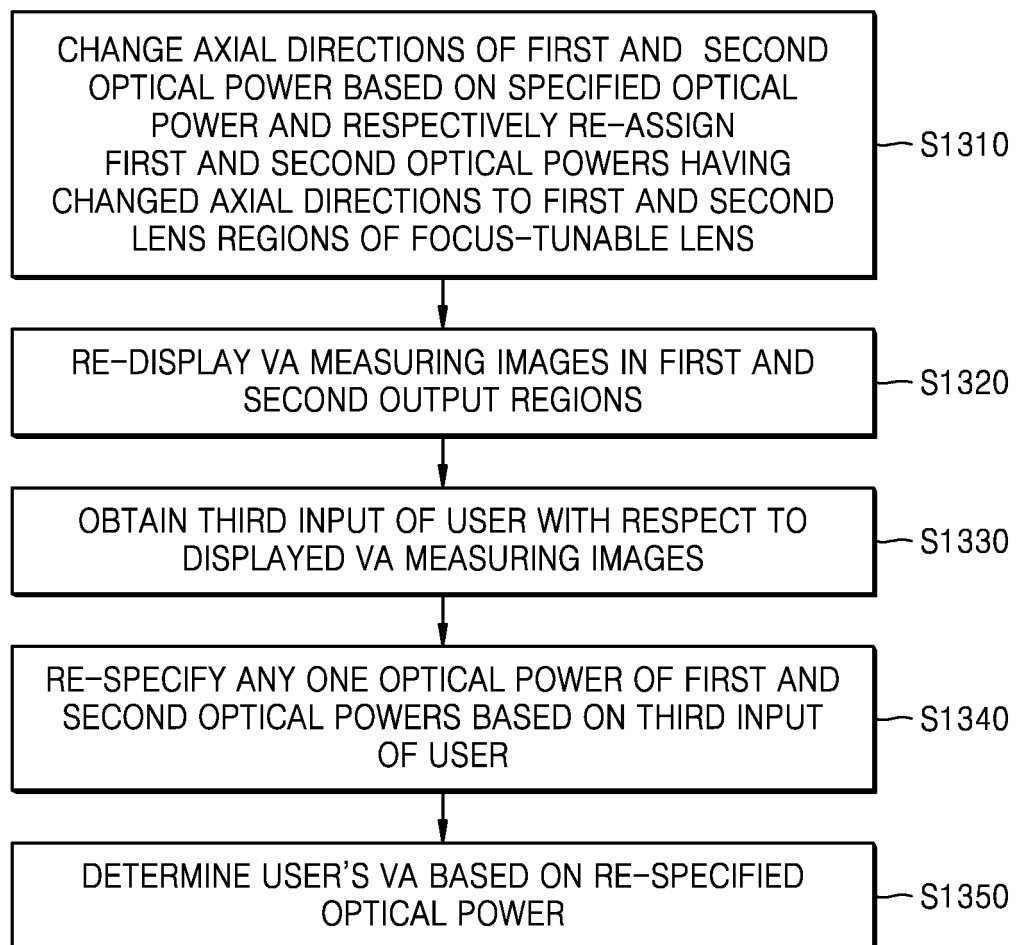 CHANGE AXIAL DIRECTIONS OF FIRST AND SECOND
OPTICAL POWER BASED ON SPECIFIED OPTICAL
POWER AND RESPECTIVELY RE-ASSIGN
FIRST AND SECOND OPTICAL POWERS HAVING
CHANGED AXIAL DIRECTIONS TO FIRST AND SECOND
LENS REGIONS OF FOCUS-TUNABLE LENS
S1310
RE-DISPLAY VA MEASURING IMAGES IN FIRST AND
SECOND OUTPUT REGIONS
S1320
OBTAIN THIRD INPUT OF USER WITH RESPECT TO
DISPLAYED VA MEASURING IMAGES
S1330
RE-SPECIFY ANY ONE OPTICAL POWER OF FIRST AND
SECOND OPTICAL POWERS BASED ON THIRD INPUT
OF USER
S1340
DETERMINE USER'S VA BASED ON RE-SPECIFIED
OPTICAL POWER
S1350